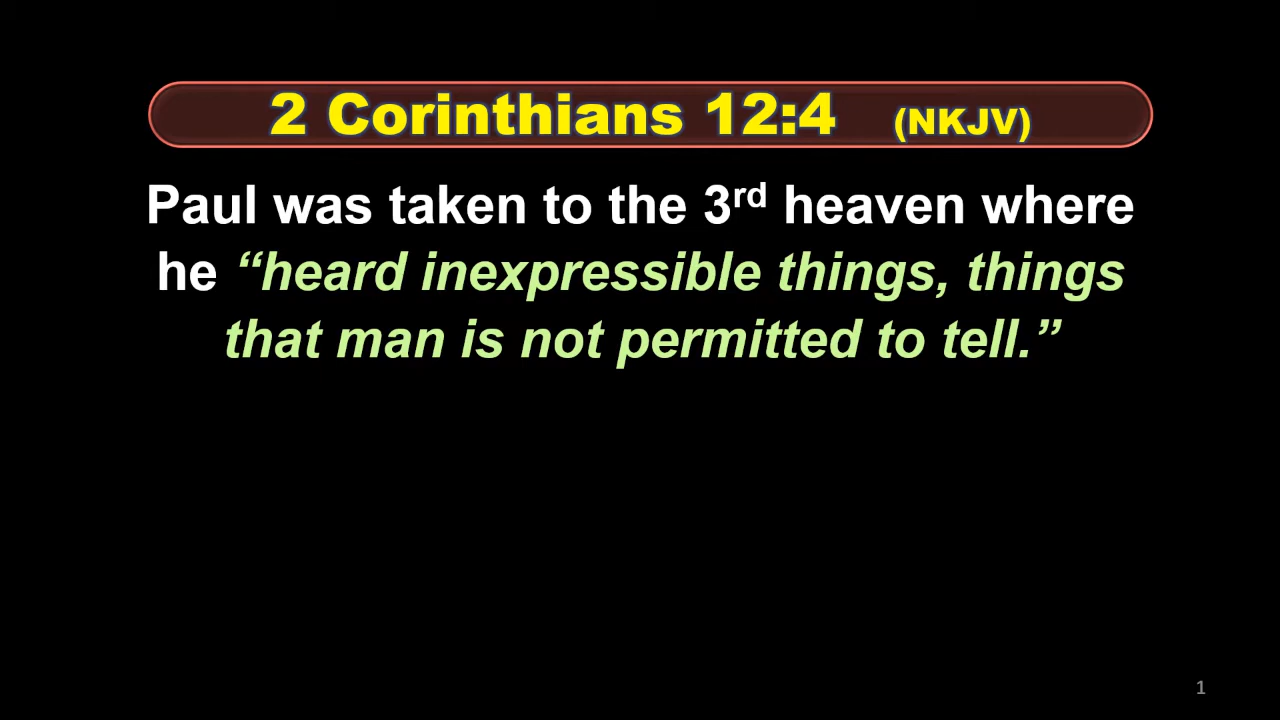 2 Corinthians 12:4 (NKJV)
Paul was taken to the 3rd heaven where
he “heard inexpressible things, things
that man is not permitted to tell.”
1